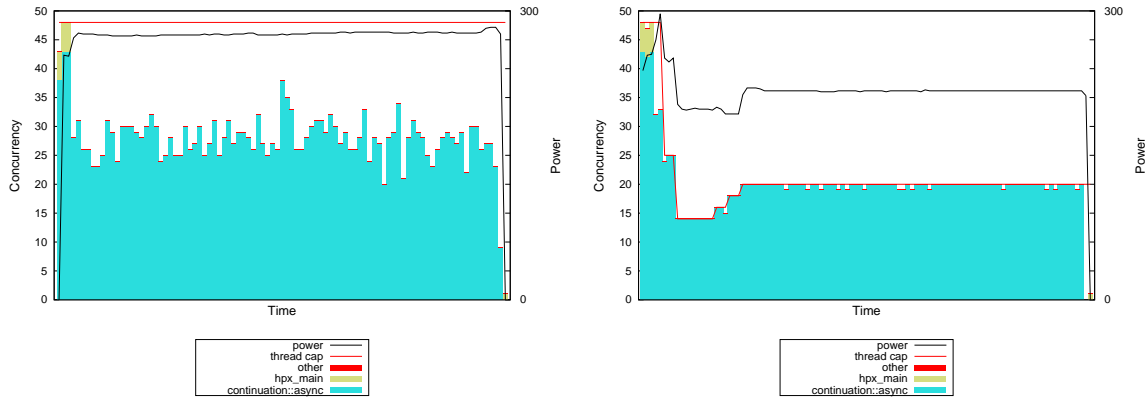 50
45
40
35
30
25
20
15
10
5
0
Concurrency
300
0
Power
Time
power
thread cap
other
hpx_main
continuation::async
50
45
40
35
30
25
20
15
10
5
0
Concurrency
300
0
Power
Time
power
thread cap
other
hpx_main
continuation::async